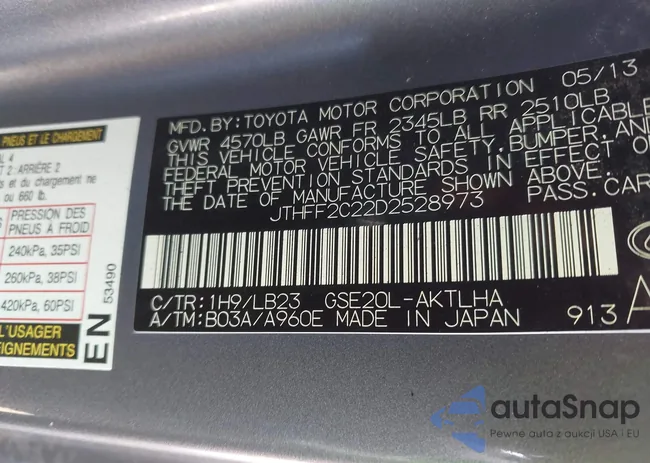 MFD.BY:TOYOTA MOTOR CORPORATION 05/13
GVWR 4570LB GAWR FR 2345LB RR 2510LB
THIS VEHICLE CONFORMS TO ALL APPLICABLE
FEDERAL MOTOR VEHICLE SAFETY, BUMPER, AND
THEFT PREVENTION STANDARDS IN EFFECT ON
THE DATE OF MANUFACTURE SHOWN ABOVE.
JTHFF2C22D2528973 PASS.CAR
C/TR:1H9/LB23 GSE20L-AKTLHA
A/TM:B03A/A960E MADE IN JAPAN 913
PNEUS ET LE CHARGEMENT
4
2 : ARRIÈRE 2
s et du chargement ne
ou 660 lb.
PRESSION DES
PNEUS À FROID
240kPa, 35PSI
260kPa, 38PSI
420kPa, 60PSI
L'USAGER
53490
EN
autaSnap
Pewne auta z aukcji USA i EU